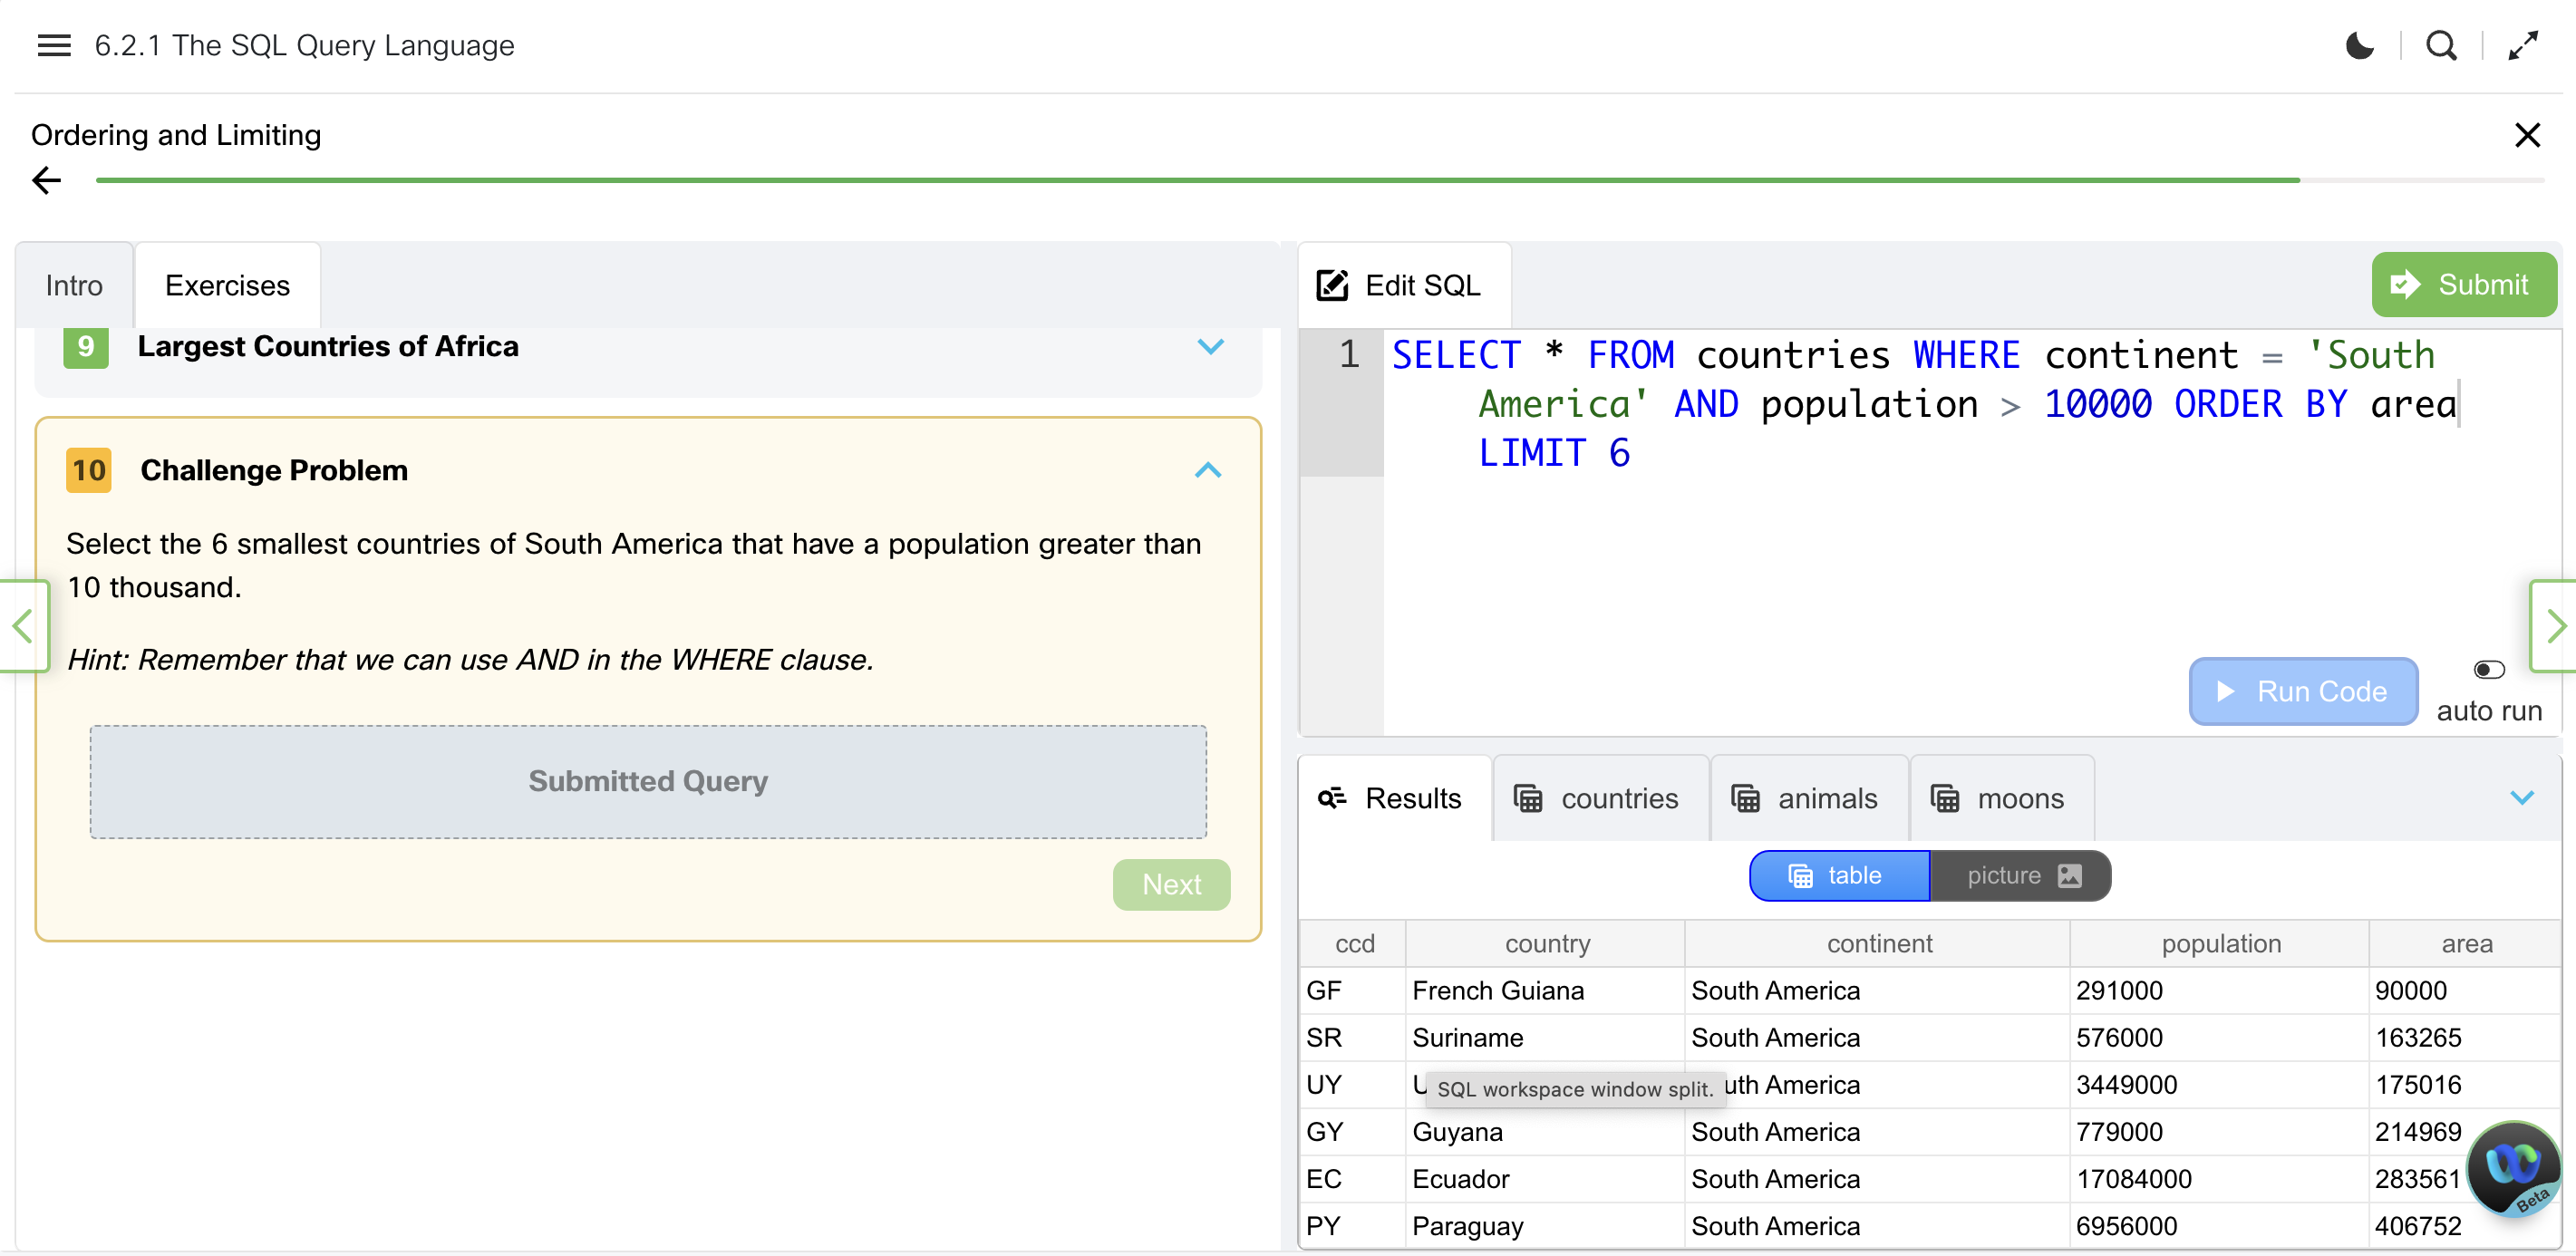 6.2.1 The SQL Query Language
Ordering and Limiting
Intro
Exercises
9 Largest Countries of Africa
10 Challenge Problem
Select the 6 smallest countries of South America that have a population greater than
10 thousand.
Hint: Remember that we can use AND in the WHERE clause.
Submitted Query
Next
Edit SQL
Submit
1 SELECT * FROM countries WHERE continent = 'South
America' AND population > 10000 ORDER BY area
LIMIT 6
Run Code
auto run
Results
countries
animals
moons
table
picture
ccd country continent population area
GF French Guiana South America 291000 90000
SR Suriname South America 576000 163265
UY U SQL workspace window split. uth America 3449000 175016
GY Guyana South America 779000 214969
EC Ecuador South America 17084000 283561
PY Paraguay South America 6956000 406752
Beta